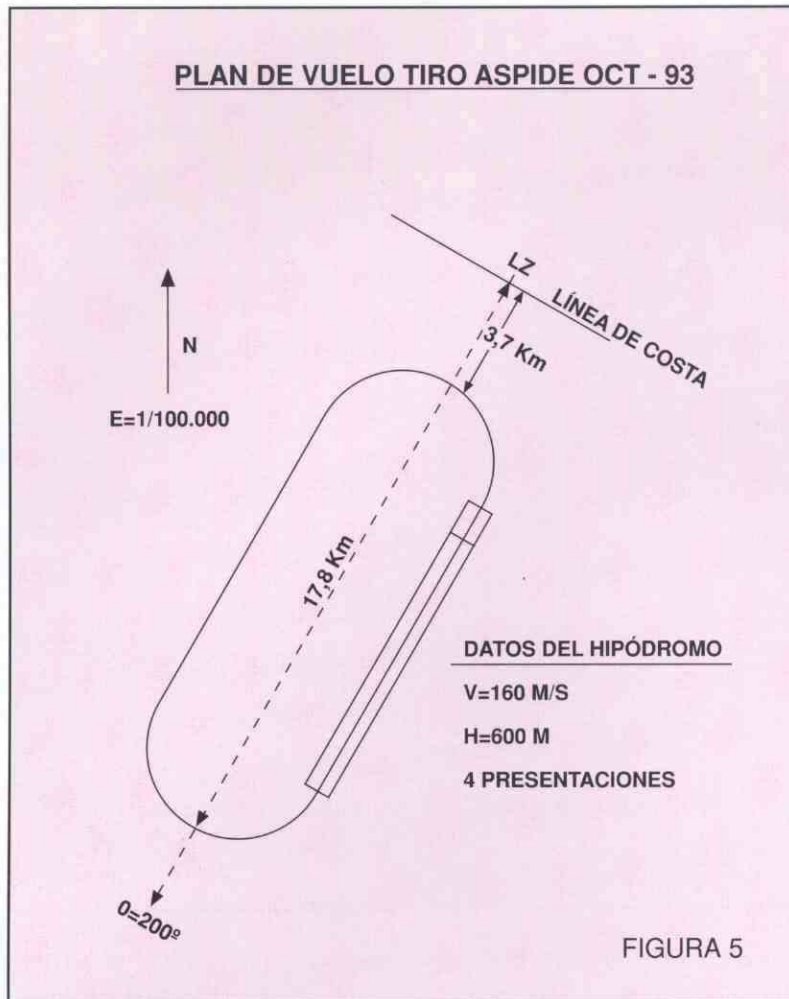 PLAN DE VUELO TIRO ASPIDE OCT - 93
LZ
LÍNEA DE COSTA
3,7 Km
N
E=1/100.000
17,8 Km
DATOS DEL HIPÓDROMO
V=160 M/S
H=600 M
4 PRESENTACIONES
0=200º
FIGURA 5